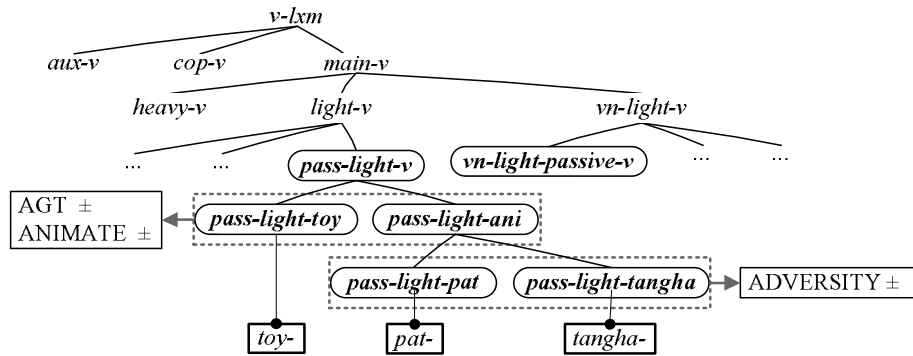 v-lxm
aux-v cop-v main-v
heavy-v light-v vn-light-v
... ... pass-light-v vn-light-passive-v ... ...
AGT ±
ANIMATE ±
pass-light-toy pass-light-ani
pass-light-pat pass-light-tangha ADVERSITY ±
toy- pat- tangha-